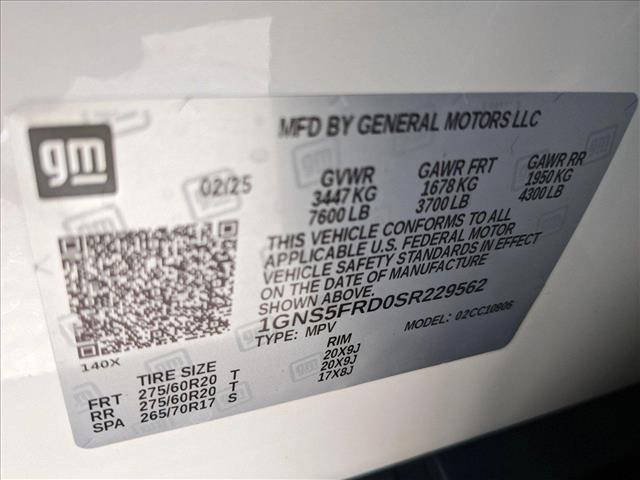 MFD BY GENERAL MOTORS LLC
gm
02/25
GVWR GAWR FRT GAWR RR
3447 KG 1678 KG 1950 KG
7600 LB 3700 LB 4300 LB
THIS VEHICLE CONFORMS TO ALL
APPLICABLE U.S. FEDERAL MOTOR
VEHICLE SAFETY STANDARDS IN EFFECT
ON THE DATE OF MANUFACTURE
SHOWN ABOVE.
1GNS5FRD0SR229562
TYPE: MPV MODEL: 02CC10906
140X
TIRE SIZE RIM
FRT 275/60R20 T 20X9J
RR 275/60R20 T 20X9J
SPA 265/70R17 S 17X8J